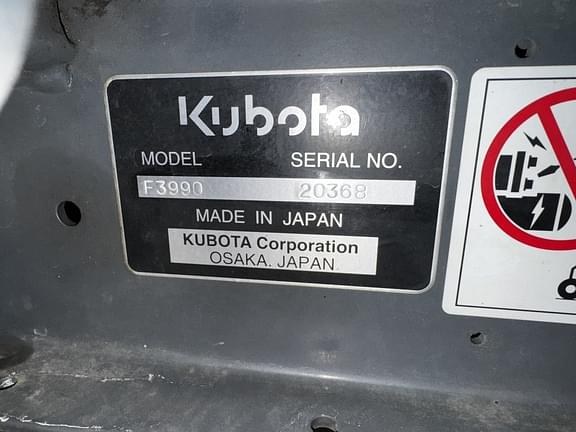 Kubota
MODEL SERIAL NO.
F3990 20368
MADE IN JAPAN
KUBOTA Corporation
OSAKA. JAPAN